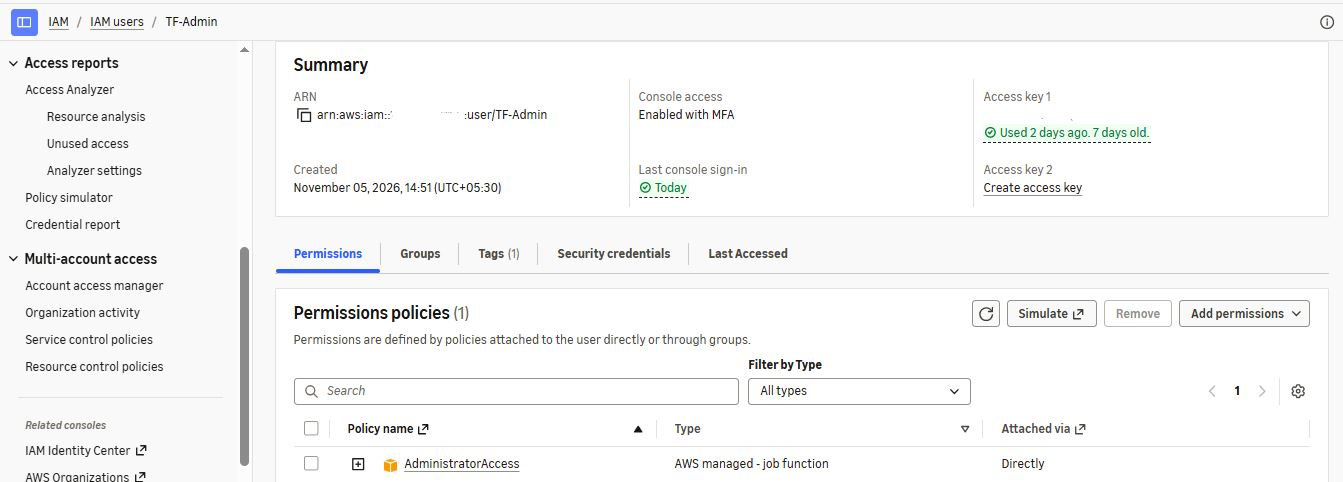 IAM / IAM users / TF-Admin
Access reports
Access Analyzer
Resource analysis
Unused access
Analyzer settings
Policy simulator
Credential report
Multi-account access
Account access manager
Organization activity
Service control policies
Resource control policies
Related consoles
IAM Identity Center
AWS Organizations
Summary
ARN
arn:aws:iam:: :user/TF-Admin
Console access
Enabled with MFA
Access key 1
Used 2 days ago. 7 days old.
Created
November 05, 2026, 14:51 (UTC+05:30)
Last console sign-in
Today
Access key 2
Create access key
Permissions Groups Tags (1) Security credentials Last Accessed
Permissions policies (1)
Simulate Remove Add permissions
Permissions are defined by policies attached to the user directly or through groups.
Filter by Type
Search All types 1
Policy name Type Attached via
AdministratorAccess AWS managed - job function Directly